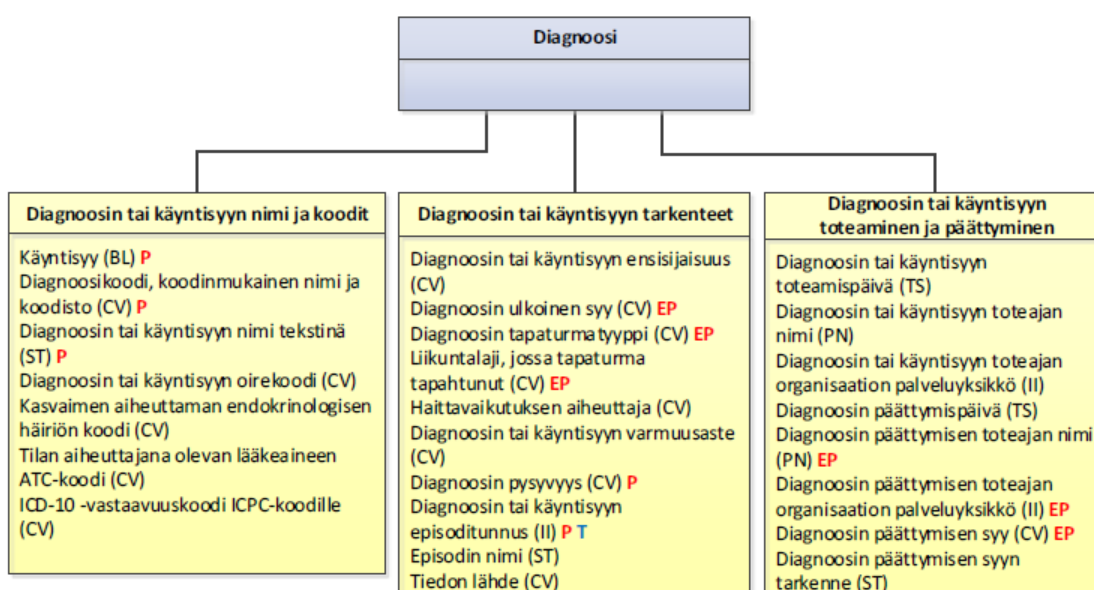 Diagnoosi
Diagnoosin tai käyntisyyn nimi ja koodit
Käyntisyy (BL) P
Diagnoosikoodi, koodinmukainen nimi ja
koodisto (CV) P
Diagnoosin tai käyntisyyn nimi tekstinä
(ST) P
Diagnoosin tai käyntisyyn oirekoodi (CV)
Kasvaimen aiheuttaman endokrinologisen
häiriön koodi (CV)
Tilan aiheuttajana olevan lääkeaineen
ATC-koodi (CV)
ICD-10 -vastaavuuskoodi ICPC-koodille
(CV)
Diagnoosin tai käyntisyyn tarkenteet
Diagnoosin tai käyntisyyn ensisijaisuus
(CV)
Diagnoosin ulkoinen syy (CV) EP
Diagnoosin tapaturmatyyppi (CV) EP
Liikuntalaji, jossa tapaturma
tapahtunut (CV) EP
Haittavaikutuksen aiheuttaja (CV)
Diagnoosin tai käyntisyyn varmuusaste
(CV)
Diagnoosin pysyvyys (CV) P
Diagnoosin tai käyntisyyn
episoditunnus (II) P T
Episodin nimi (ST)
Tiedon lähde (CV)
Diagnoosin tai käyntisyyn
toteaminen ja päättyminen
Diagnoosin tai käyntisyyn
toteamispäivä (TS)
Diagnoosin tai käyntisyyn toteajan
nimi (PN)
Diagnoosin tai käyntisyyn toteajan
organisaation palveluyksikkö (II)
Diagnoosin päättymispäivä (TS)
Diagnoosin päättymisen toteajan nimi
(PN) EP
Diagnoosin päättymisen toteajan
organisaation palveluyksikkö (II) EP
Diagnoosin päättymisen syy (CV) EP
Diagnoosin päättymisen syyn
tarkenne (ST)